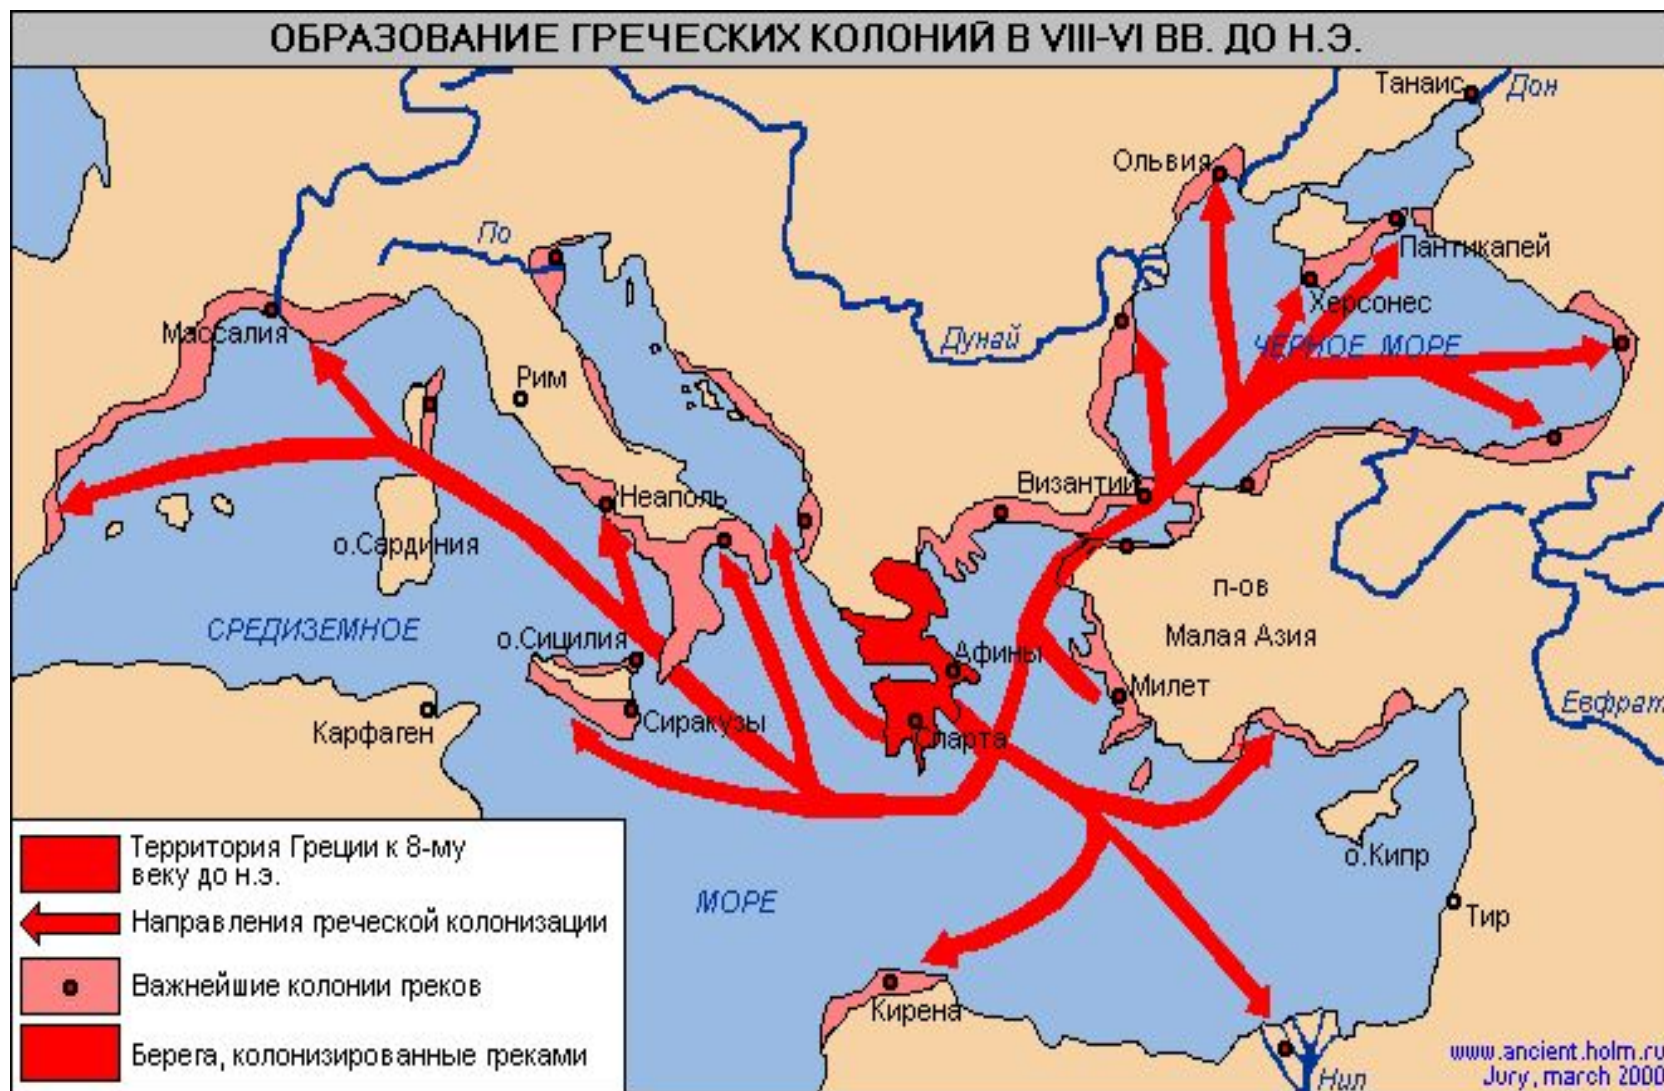 ОБРАЗОВАНИЕ ГРЕЧЕСКИХ КОЛОНИЙ В VIII-VI ВВ. ДО Н.Э.
Танаис
Дон
Ольвия
По
Пантикапей
Херсонес
Массалия
Дунай
ЧЕРНОЕ МОРЕ
Рим
Византий
Неаполь
о.Сардиния
п-ов
Малая Азия
СРЕДИЗЕМНОЕ
о.Сицилия
Афины
Милет
Евфрат
Карфаген
Сиракузы
Спарта
о.Кипр
МОРЕ
Тир
Кирена
Нил
Территория Греции к 8-му
веку до н.э.
Направления греческой колонизации
Важнейшие колонии греков
Берега, колонизированные греками
www.ancient.holm.ru
Jury, march 2000